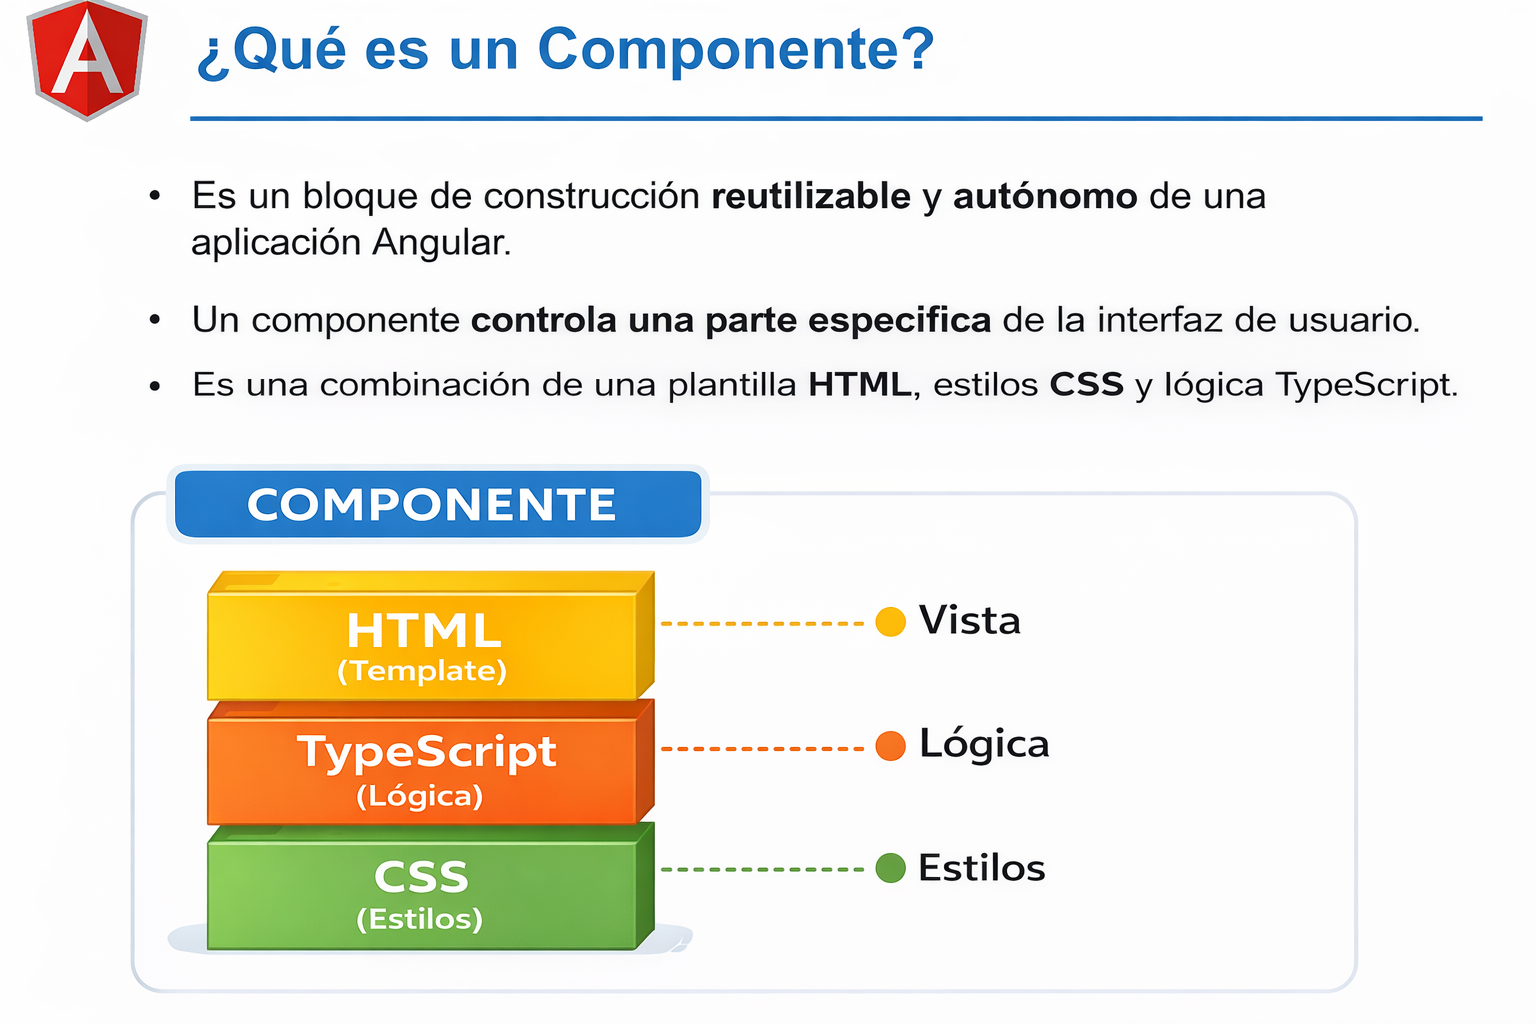 A
¿Qué es un Componente?
• Es un bloque de construcción reutilizable y autónomo de una
aplicación Angular.
• Un componente controla una parte especifica de la interfaz de usuario.
• Es una combinación de una plantilla HTML, estilos CSS y lógica TypeScript.
COMPONENTE
HTML
(Template)
Vista
TypeScript
(Lógica)
Lógica
CSS
(Estilos)
Estilos